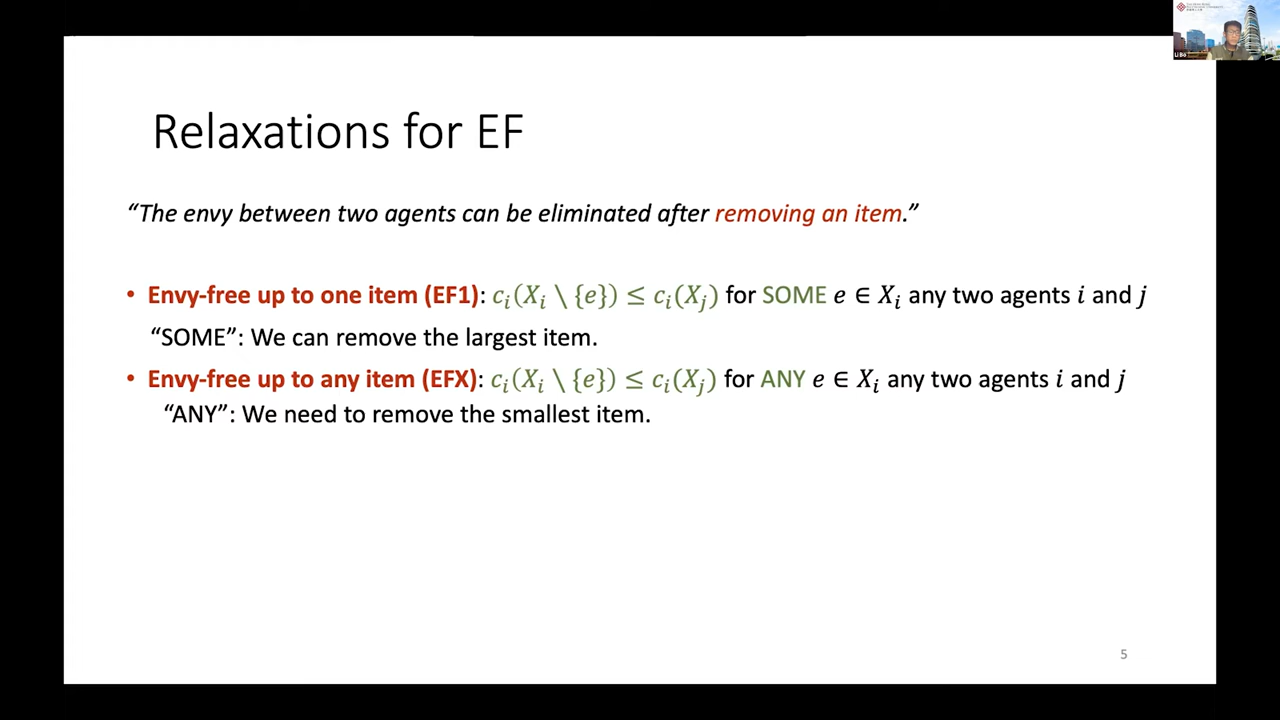 Relaxations for EF
“The envy between two agents can be eliminated after removing an item.”
• Envy-free up to one item (EF1): 𝑐ᵢ(𝑋ᵢ ∖ {𝑒}) ≤ 𝑐ᵢ(𝑋ⱼ) for SOME 𝑒 ∈ 𝑋ᵢ any two agents 𝑖 and 𝑗
“SOME”: We can remove the largest item.
• Envy-free up to any item (EFX): 𝑐ᵢ(𝑋ᵢ ∖ {𝑒}) ≤ 𝑐ᵢ(𝑋ⱼ) for ANY 𝑒 ∈ 𝑋ᵢ any two agents 𝑖 and 𝑗
“ANY”: We need to remove the smallest item.
5
Li Bo